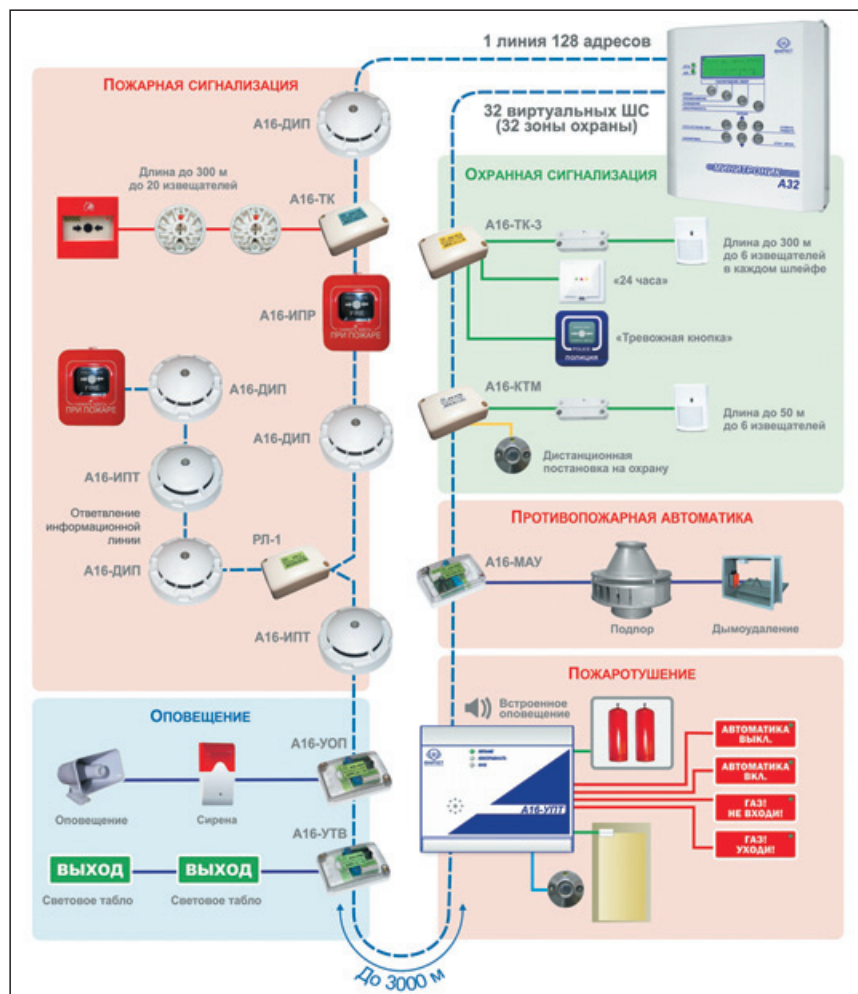 1 линия 128 адресов
32 виртуальных ШС
(32 зоны охраны)
МИНИТРОНИК
А32
ПОЖАРНАЯ СИГНАЛИЗАЦИЯ
А16-ДИП
Длина до 300 м
до 20 извещателей
А16-ТК
А16-ИПР
FIRE
ПРИ ПОЖАРЕ
ПРИ ПОЖАРЕ
А16-ДИП
А16-ДИП
А16-ИПТ
Ответвление
информационной
линии
РЛ-1
А16-ДИП
А16-ИПТ
ОХРАННАЯ СИГНАЛИЗАЦИЯ
А16-ТК-3
Длина до 300 м
до 6 извещателей
в каждом шлейфе
«24 часа»
«Тревожная кнопка»
POLICE
ПОЛИЦИЯ
А16-КТМ
Длина до 50 м
до 6 извещателей
Дистанционная
постановка на охрану
ПРОТИВОПОЖАРНАЯ АВТОМАТИКА
А16-МАУ
Подпор
Дымоудаление
ОПОВЕЩЕНИЕ
А16-УОП
Оповещение
Сирена
А16-УТВ
ВЫХОД
ВЫХОД
Световое табло
Световое табло
ПОЖАРОТУШЕНИЕ
Встроенное
оповещение
А16-УПТ
АВТОМАТИКА
ВЫКЛ.
АВТОМАТИКА
ВКЛ.
ГАЗ!
НЕ ВХОДИ!
ГАЗ!
УХОДИ!
До 3000 м